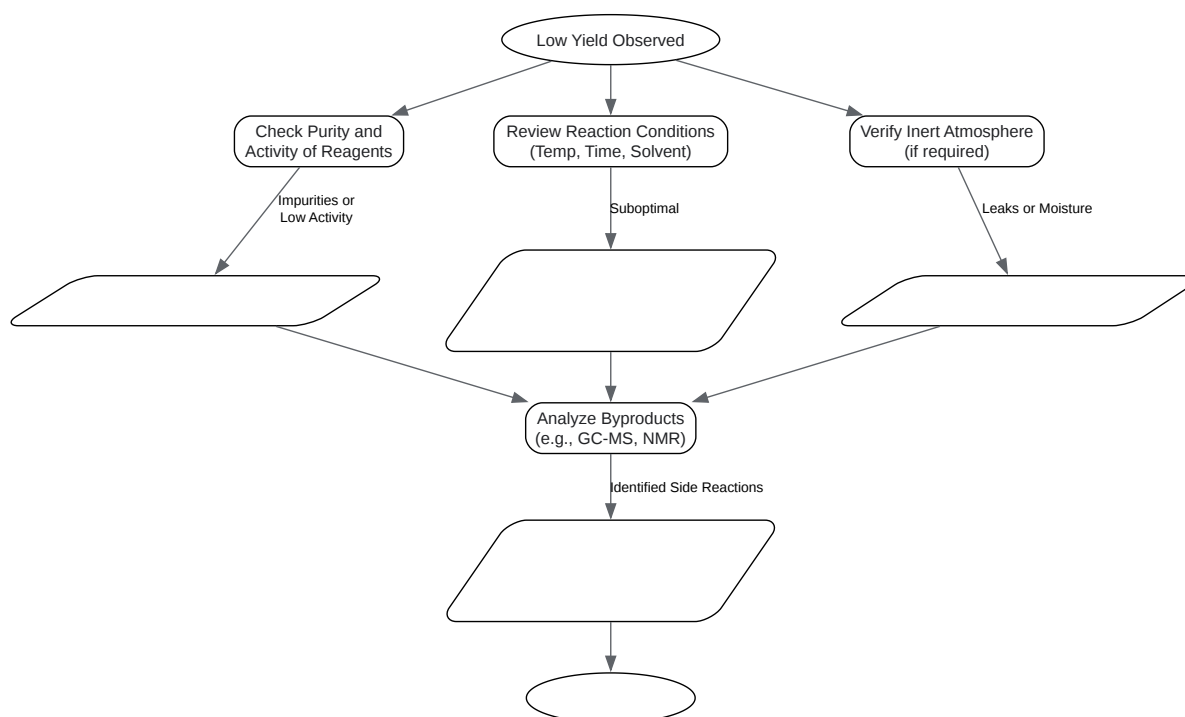 Low Yield Observed
Check Purity and
Activity of Reagents
Review Reaction Conditions
(Temp, Time, Solvent)
Verify Inert Atmosphere
(if required)
Impurities or
Low Activity
Suboptimal
Leaks or Moisture
Analyze Byproducts
(e.g., GC-MS, NMR)
Identified Side Reactions